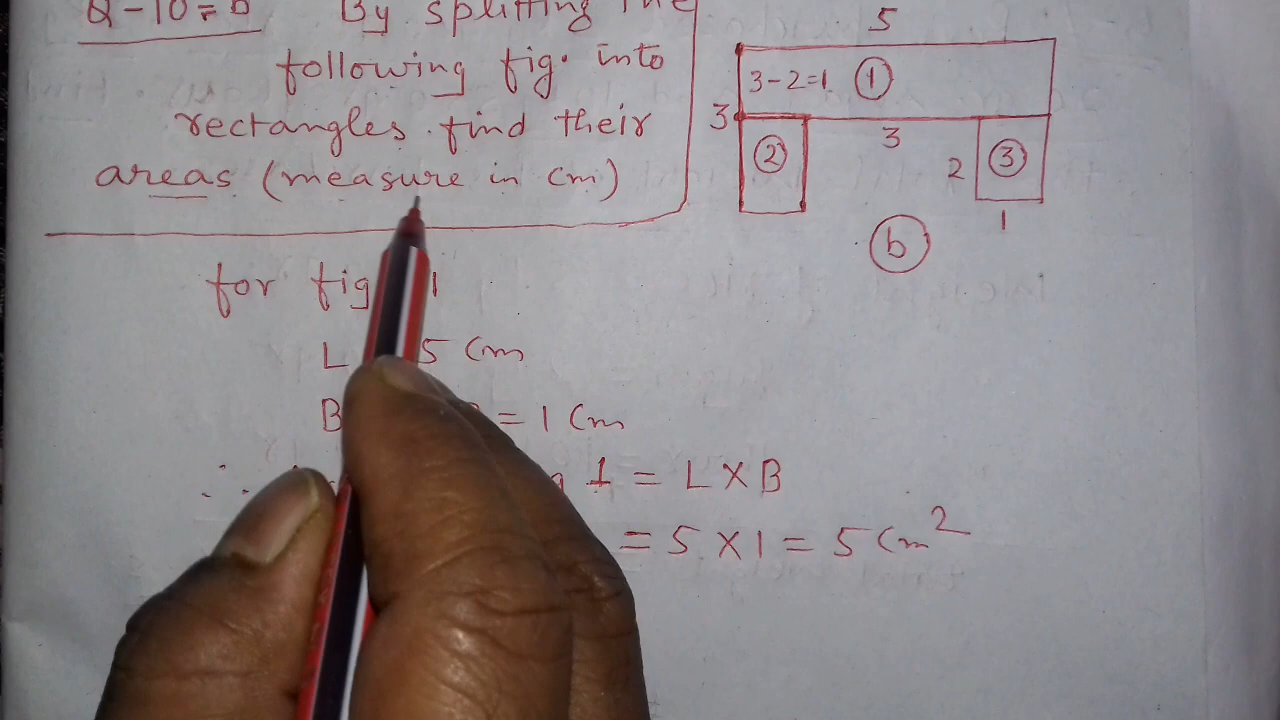 Q-10=b By splitting the
following fig. into
rectangles. find their
areas (measure in cm)
5
3-2=1 ①
3
3
② 2 ③
1
ⓑ
for fig 1
L 5 cm
B = 1 cm
∴ 1 = L X B
= 5 X 1 = 5 cm²